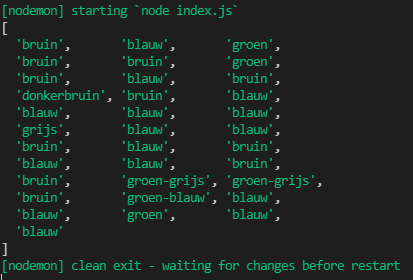 [nodemon] starting `node index.js`
[
  'bruin',       'blauw',       'groen',
  'bruin',       'bruin',       'groen',
  'bruin',       'blauw',       'bruin',
  'donkerbruin', 'bruin',       'blauw',
  'blauw',       'blauw',       'blauw',
  'grijs',       'blauw',       'blauw',
  'bruin',       'blauw',       'bruin',
  'blauw',       'blauw',       'bruin',
  'bruin',       'groen-grijs', 'groen-grijs',
  'bruin',       'groen-blauw', 'blauw',
  'blauw',       'groen',       'blauw',
  'blauw'
]
[nodemon] clean exit - waiting for changes before restart